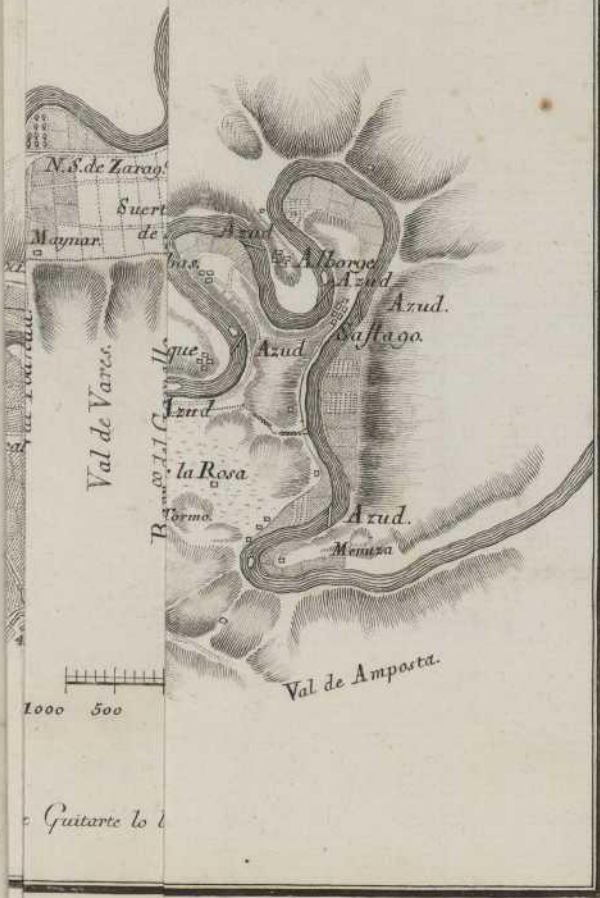 N.S. de Zarag.ª
Suert
de
Azud
Maynar
bas.
Alborge
Azud
Azud.
Sastago.
que
Azud
Val de Vares.
Azud
la Rosa
Tormo.
Azud.
Menuza
Val de Amposta.
1000 500
Guitarte lo l